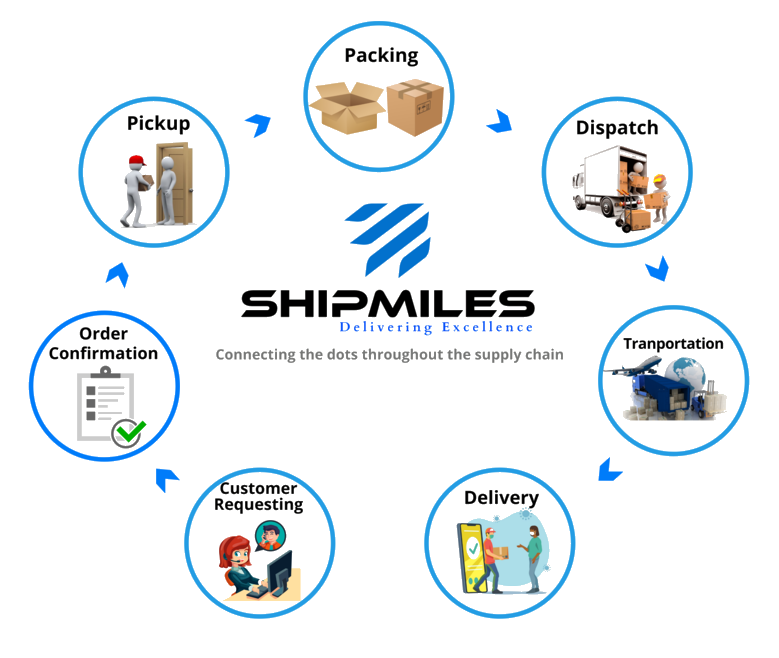 Packing
Pickup
Dispatch
SHIPMILES
Delivering Excellence
Connecting the dots throughout the supply chain
Order
Confirmation
Tranportation
Customer
Requesting
Delivery